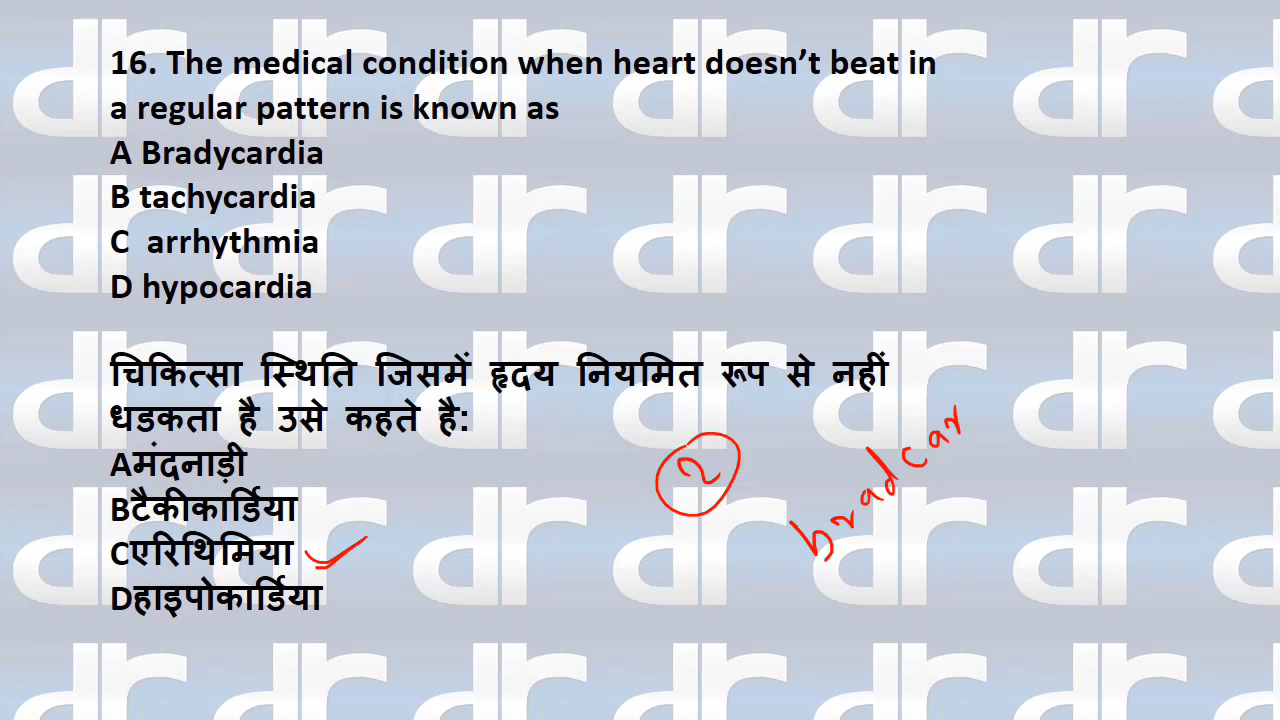 16. The medical condition when heart doesn’t beat in
a regular pattern is known as
A Bradycardia
B tachycardia
C  arrhythmia
D hypocardia
चिकित्सा स्थिति जिसमें हृदय नियमित रूप से नहीं
धडकता है उसे कहते है:
Aमंदनाड़ी
Bटैकीकार्डिया
Cएरिथिमिया
Dहाइपोकार्डिया
2
bradcar